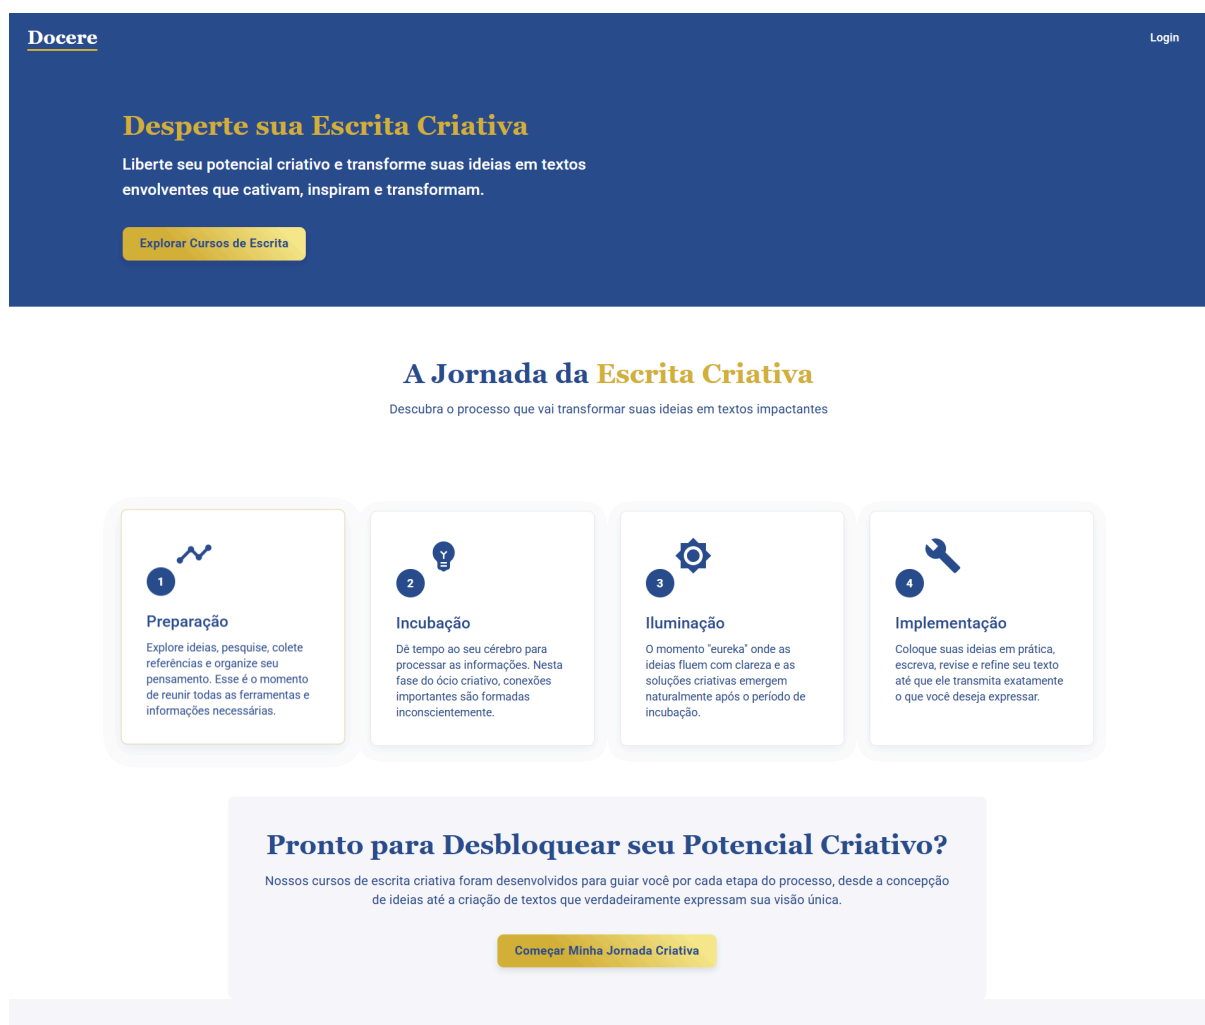 Docere
Login
Desperte sua Escrita Criativa
Liberte seu potencial criativo e transforme suas ideias em textos
envolventes que cativam, inspiram e transformam.
Explorar Cursos de Escrita
A Jornada da Escrita Criativa
Descubra o processo que vai transformar suas ideias em textos impactantes
1
Preparação
Explore ideias, pesquise, colete
referências e organize seu
pensamento. Esse é o momento
de reunir todas as ferramentas e
informações necessárias.
2
Incubação
Dê tempo ao seu cérebro para
processar as informações. Nesta
fase do ócio criativo, conexões
importantes são formadas
inconscientemente.
3
Iluminação
O momento "eureka" onde as
ideias fluem com clareza e as
soluções criativas emergem
naturalmente após o período de
incubação.
4
Implementação
Coloque suas ideias em prática,
escreva, revise e refine seu texto
até que ele transmita exatamente
o que você deseja expressar.
Pronto para Desbloquear seu Potencial Criativo?
Nossos cursos de escrita criativa foram desenvolvidos para guiar você por cada etapa do processo, desde a concepção
de ideias até a criação de textos que verdadeiramente expressam sua visão única.
Começar Minha Jornada Criativa